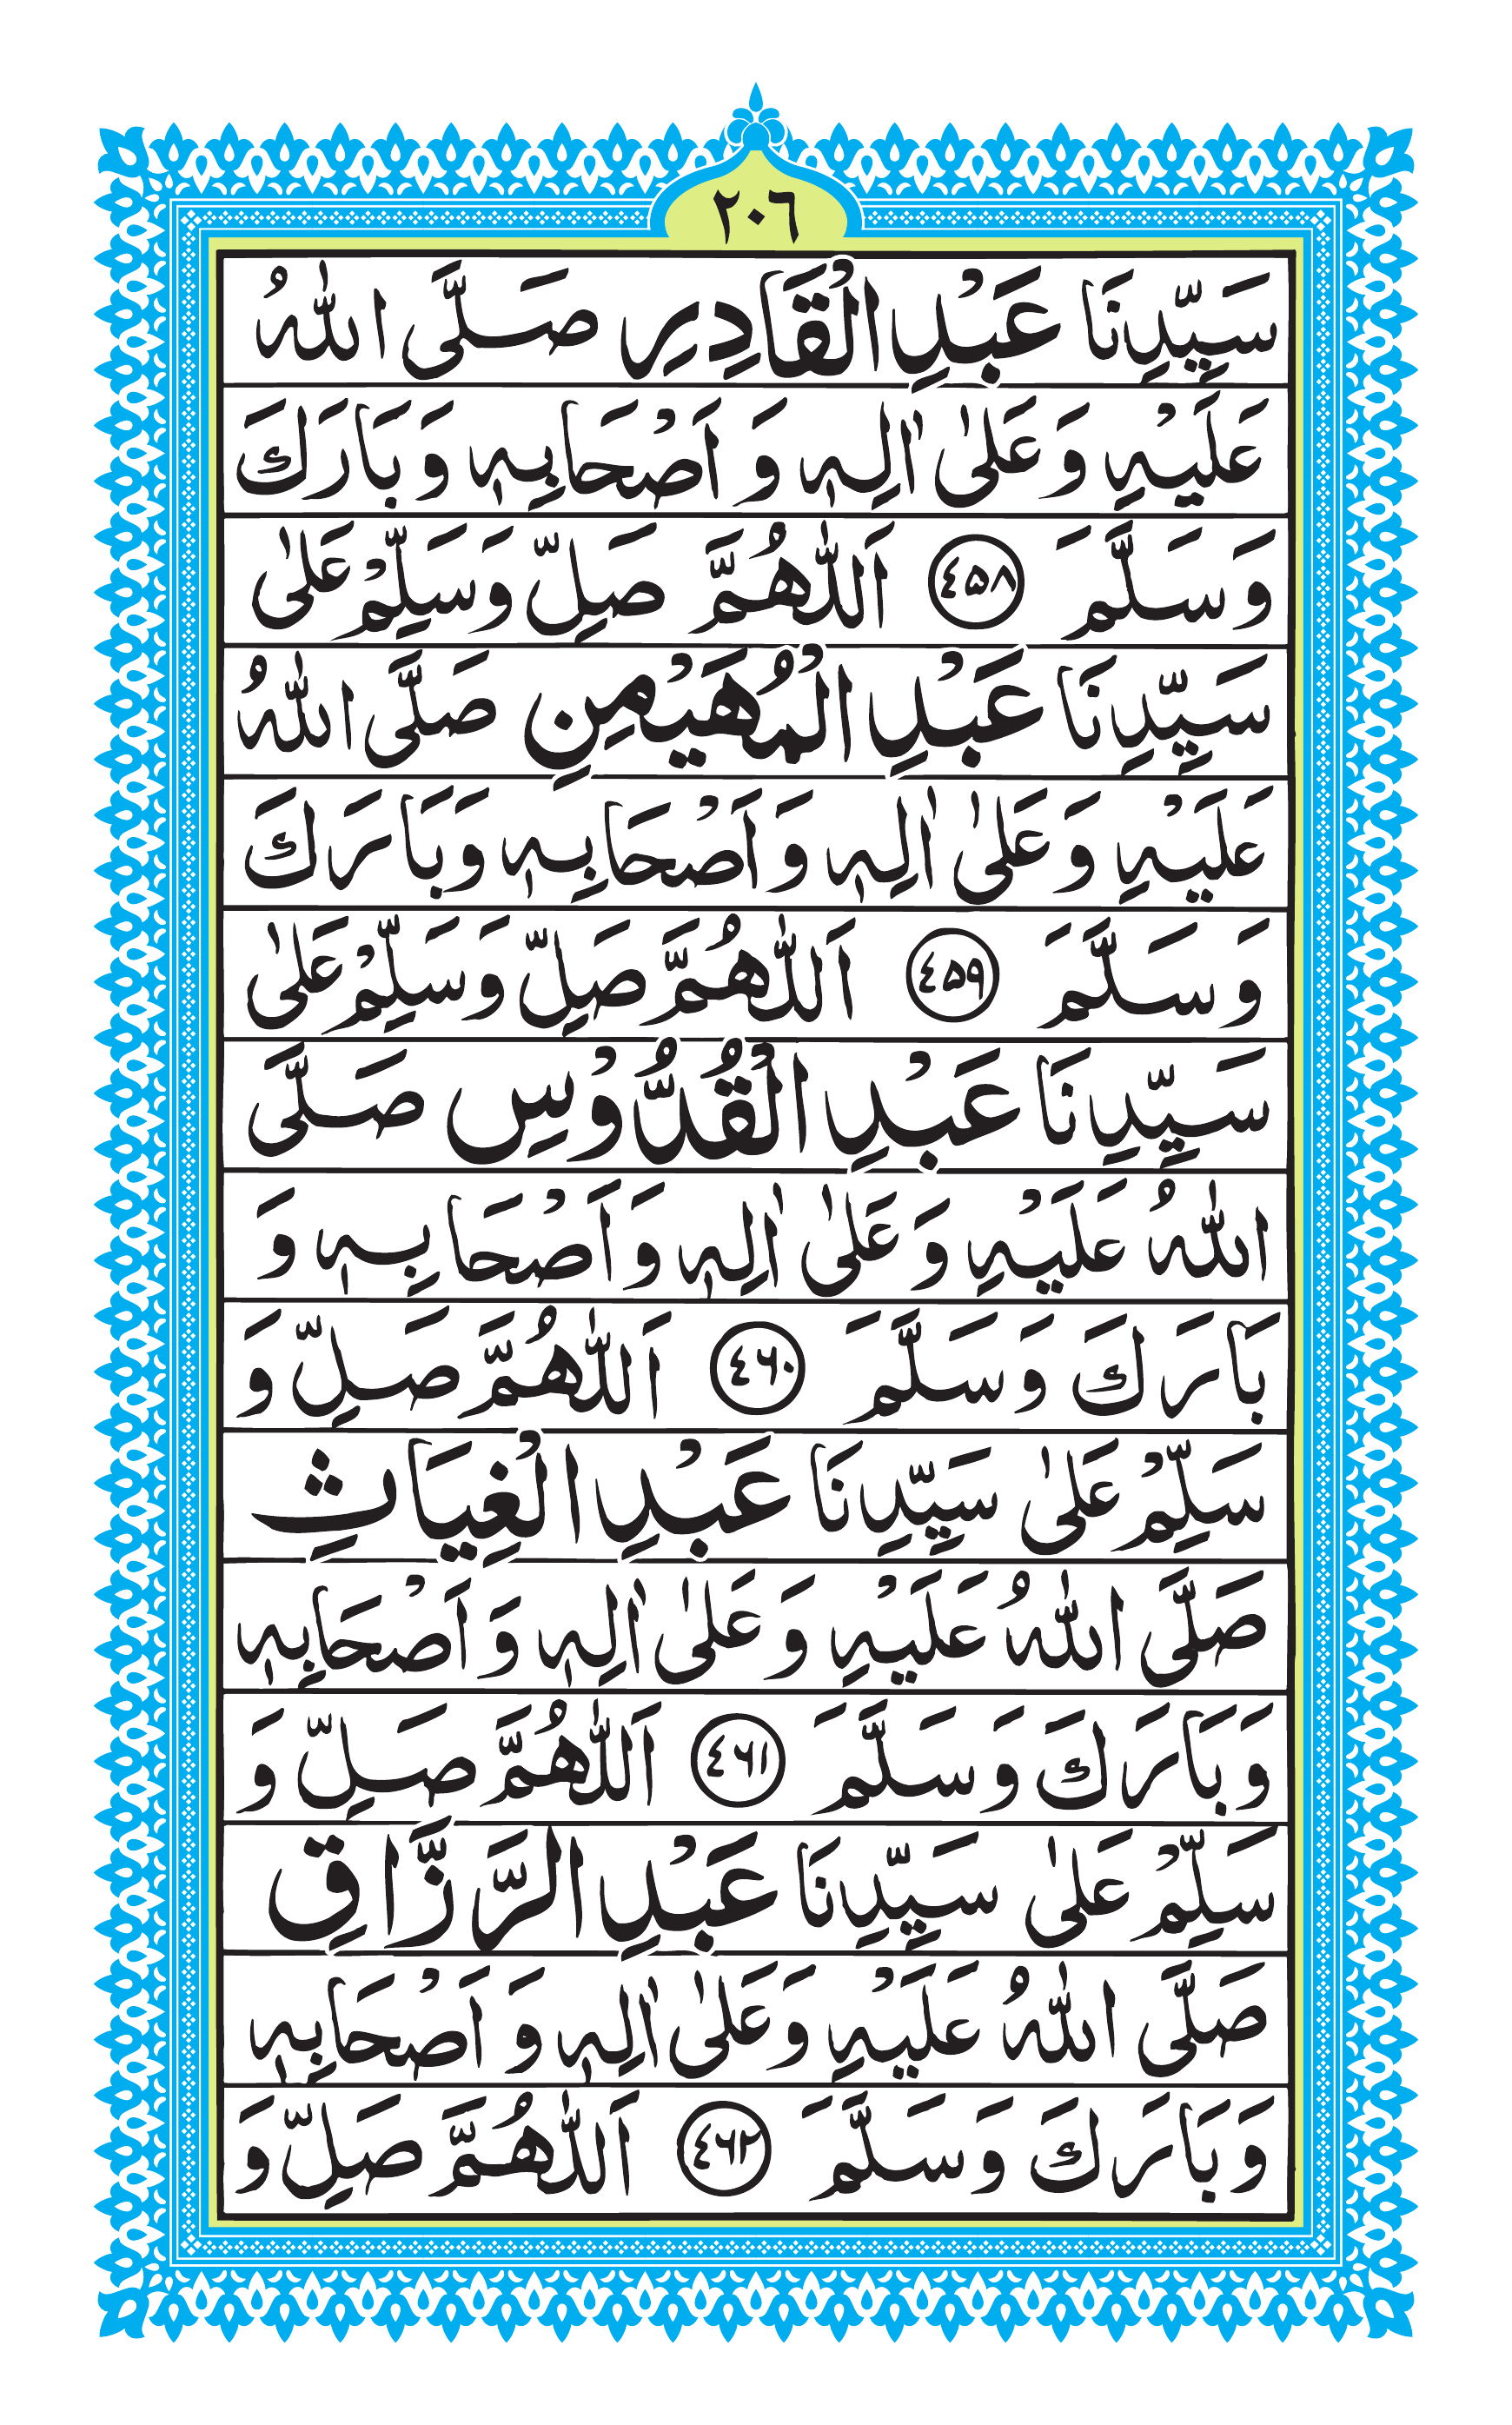 ٢٠٦
سَيِّدِنَا عَبْدِ الْقَادِرِ صَلَّى اللّٰهُ
عَلَيْهِ وَ عَلٰى اٰلِهٖ وَ اَصْحَابِهٖ وَ بَارَكَ
وَ سَلَّمَ ٤٥٨ اَللّٰهُمَّ صَلِّ وَ سَلِّمْ عَلٰى
سَيِّدِنَا عَبْدِ الْمُهَيْمِنِ صَلَّى اللّٰهُ
عَلَيْهِ وَ عَلٰى اٰلِهٖ وَ اَصْحَابِهٖ وَ بَارَكَ
وَ سَلَّمَ ٤٥٩ اَللّٰهُمَّ صَلِّ وَ سَلِّمْ عَلٰى
سَيِّدِنَا عَبْدِ الْقُدُّوْسِ صَلَّى
اللّٰهُ عَلَيْهِ وَ عَلٰى اٰلِهٖ وَ اَصْحَابِهٖ وَ
بَارَكَ وَ سَلَّمَ ٤٦٠ اَللّٰهُمَّ صَلِّ وَ
سَلِّمْ عَلٰى سَيِّدِنَا عَبْدِ الْغِيَاثِ
صَلَّى اللّٰهُ عَلَيْهِ وَ عَلٰى اٰلِهٖ وَ اَصْحَابِهٖ
وَ بَارَكَ وَ سَلَّمَ ٤٦١ اَللّٰهُمَّ صَلِّ وَ
سَلِّمْ عَلٰى سَيِّدِنَا عَبْدِ الرَّزَّاقِ
صَلَّى اللّٰهُ عَلَيْهِ وَ عَلٰى اٰلِهٖ وَ اَصْحَابِهٖ
وَ بَارَكَ وَ سَلَّمَ ٤٦٢ اَللّٰهُمَّ صَلِّ وَ